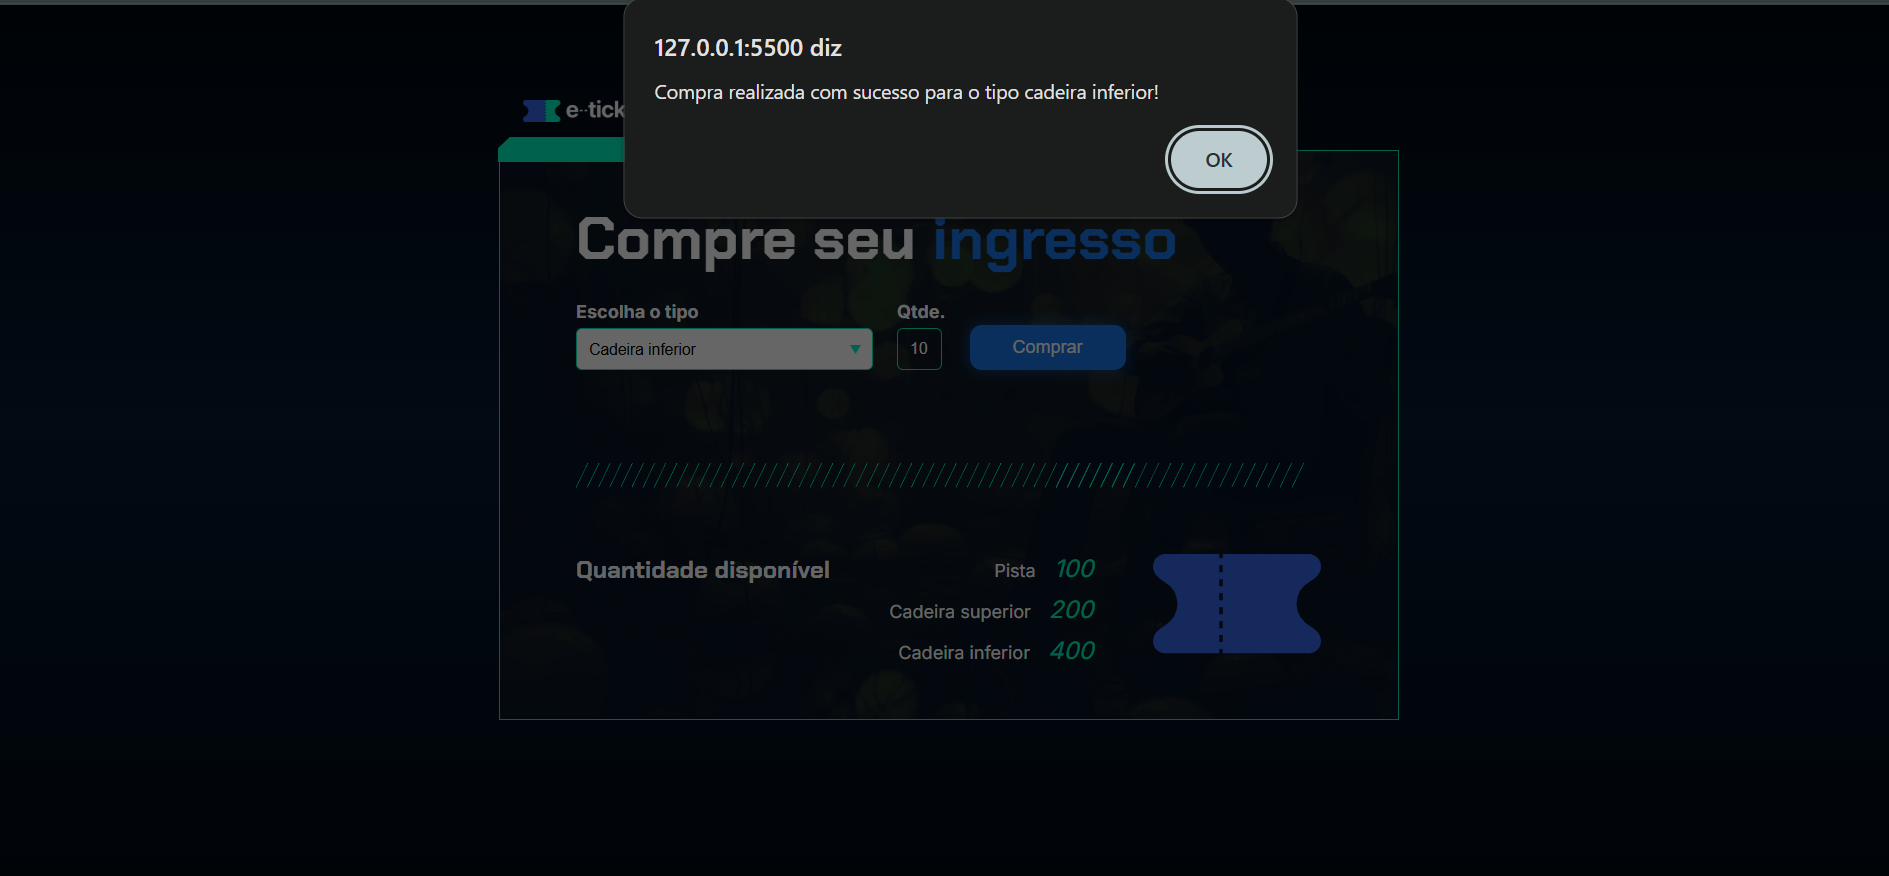 127.0.0.1:5500 diz
Compra realizada com sucesso para o tipo cadeira inferior!
OK
e--tick
Compre seu ingresso
Escolha o tipo
Qtde.
Cadeira inferior
10
Comprar
Quantidade disponível
Pista 100
Cadeira superior 200
Cadeira inferior 400